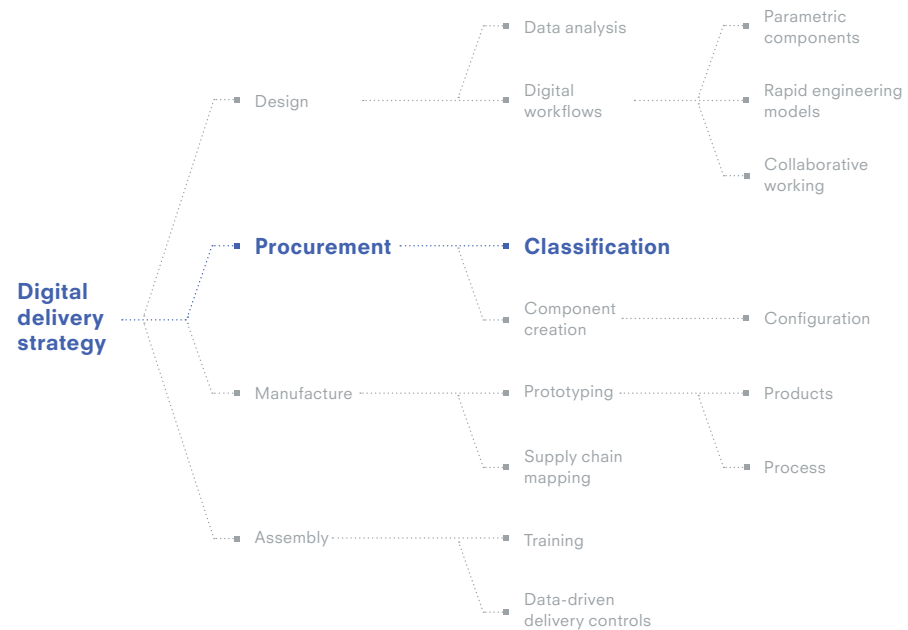 Digital
delivery
strategy
Design
Data analysis
Digital
workflows
Parametric
components
Rapid engineering
models
Collaborative
working
Procurement
Classification
Component
creation
Configuration
Manufacture
Prototyping
Products
Process
Supply chain
mapping
Assembly
Training
Data-driven
delivery controls